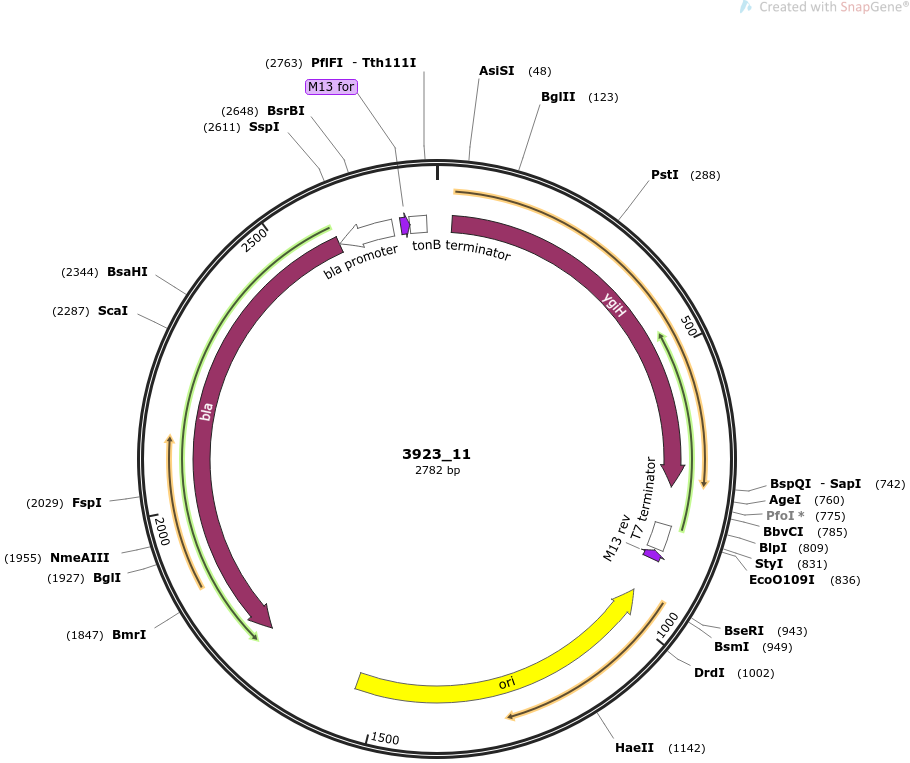 Created with SnapGene®
(2763) PflFI - Tth111I
M13 for
(2648) BsrBI
(2611) SspI
AsiSI (48)
BglII (123)
PstI (288)
2500
bla promoter
tonB terminator
ygiH
500
(2344) BsaHI
(2287) ScaI
bla
3923_11
2782 bp
BspQI - SapI (742)
AgeI (760)
PfoI * (775)
BbvCI (785)
BlpI (809)
StyI (831)
EcoO109I (836)
T7 terminator
M13 rev
(2029) FspI
2000
(1955) NmeAIII
(1927) BglI
(1847) BmrI
1000
BseRI (943)
BsmI (949)
DrdI (1002)
ori
1500
HaeII (1142)